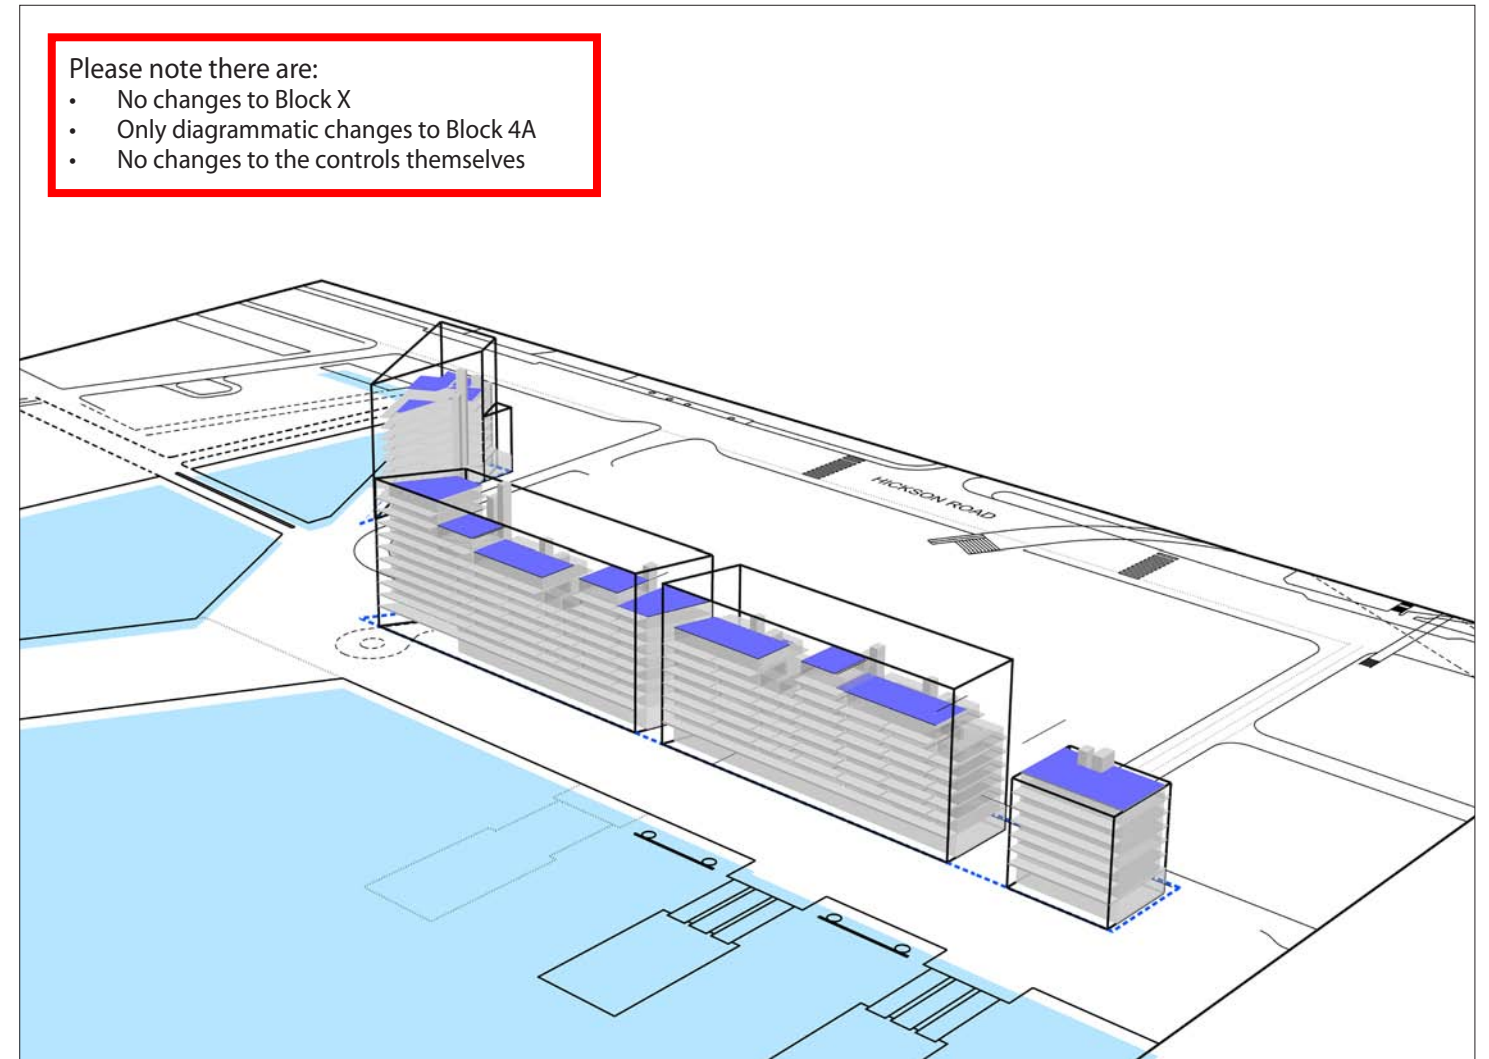 Please note there are:
• No changes to Block X
• Only diagrammatic changes to Block 4A
• No changes to the controls themselves
HICKSON ROAD